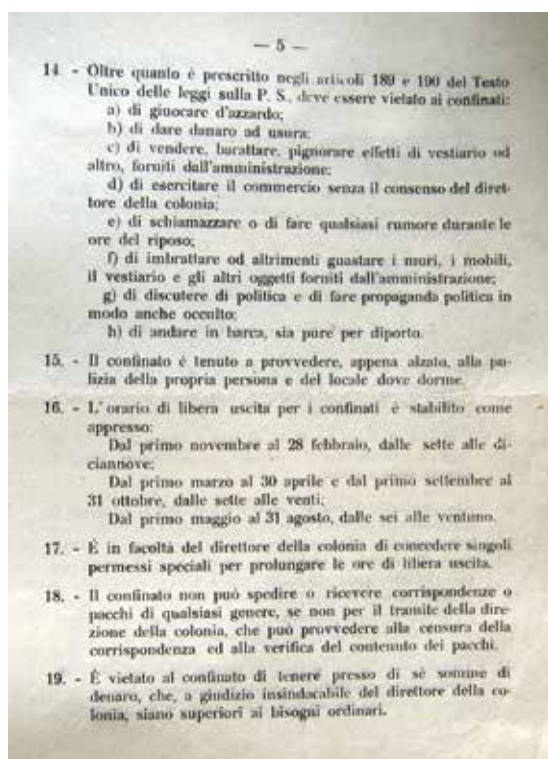 — 5 —
14 - Oltre quanto è prescritto negli articoli 189 e 190 del Testo
Unico delle leggi sulla P. S., deve essere vietato ai confinati:
a) di giuocare d'azzardo;
b) di dare danaro ad usura;
c) di vendere, barattare, pignorare effetti di vestiario od
altro, forniti dall'amministrazione;
d) di esercitare il commercio senza il consenso del diret-
tore della colonia;
e) di schiamazzare o di fare qualsiasi rumore durante le
ore del riposo;
f) di imbrattare od altrimenti guastare i muri, i mobili,
il vestiario e gli altri oggetti forniti dall'amministrazione;
g) di discutere di politica e di fare propaganda politica in
modo anche occulto;
h) di andare in barca, sia pure per diporto.
15. - Il confinato è tenuto a provvedere, appena alzato, alla pu-
lizia della propria persona e del locale dove dorme.
16. - L'orario di libera uscita per i confinati è stabilito come
appresso:
Dal primo novembre al 28 febbraio, dalle sette alle di-
ciannove;
Dal primo marzo al 30 aprile e dal primo settembre al
31 ottobre, dalle sette alle venti;
Dal primo maggio al 31 agosto, dalle sei alle ventuno.
17. - È in facoltà del direttore della colonia di concedere singoli
permessi speciali per prolungare le ore di libera uscita.
18. - Il confinato non può spedire o ricevere corrispondenze o
pacchi di qualsiasi genere, se non per il tramite della dire-
zione della colonia, che può provvedere alla censura della
corrispondenza ed alla verifica del contenuto dei pacchi.
19. - È vietato al confinato di tenere presso di sè somme di
denaro, che, a giudizio insindacabile del direttore della co-
lonia, siano superiori ai bisogni ordinari.